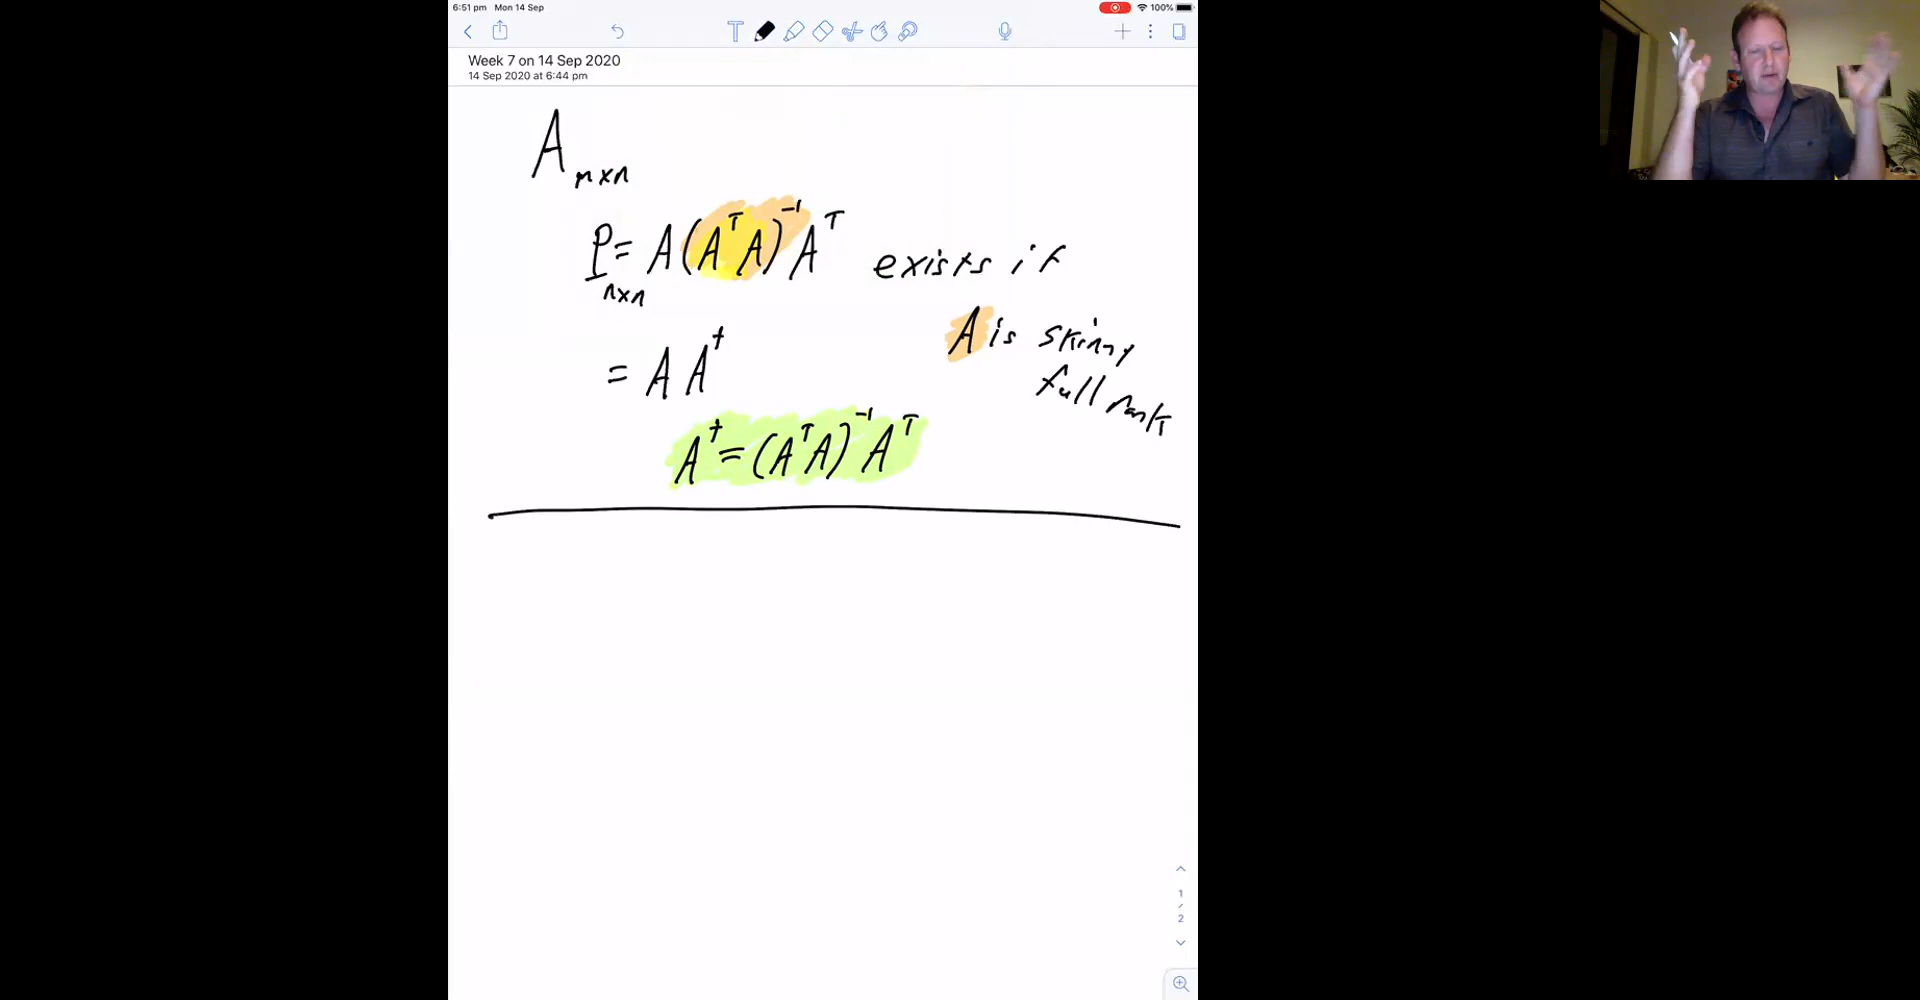 6:51 pm Mon 14 Sep
100%
Week 7 on 14 Sep 2020
14 Sep 2020 at 6:44 pm
A n×n
P = A(AᵀA)⁻¹Aᵀ exists if
n×n
A is skinny
= A A†
full rank
A† = (AᵀA)⁻¹Aᵀ
1
/
2